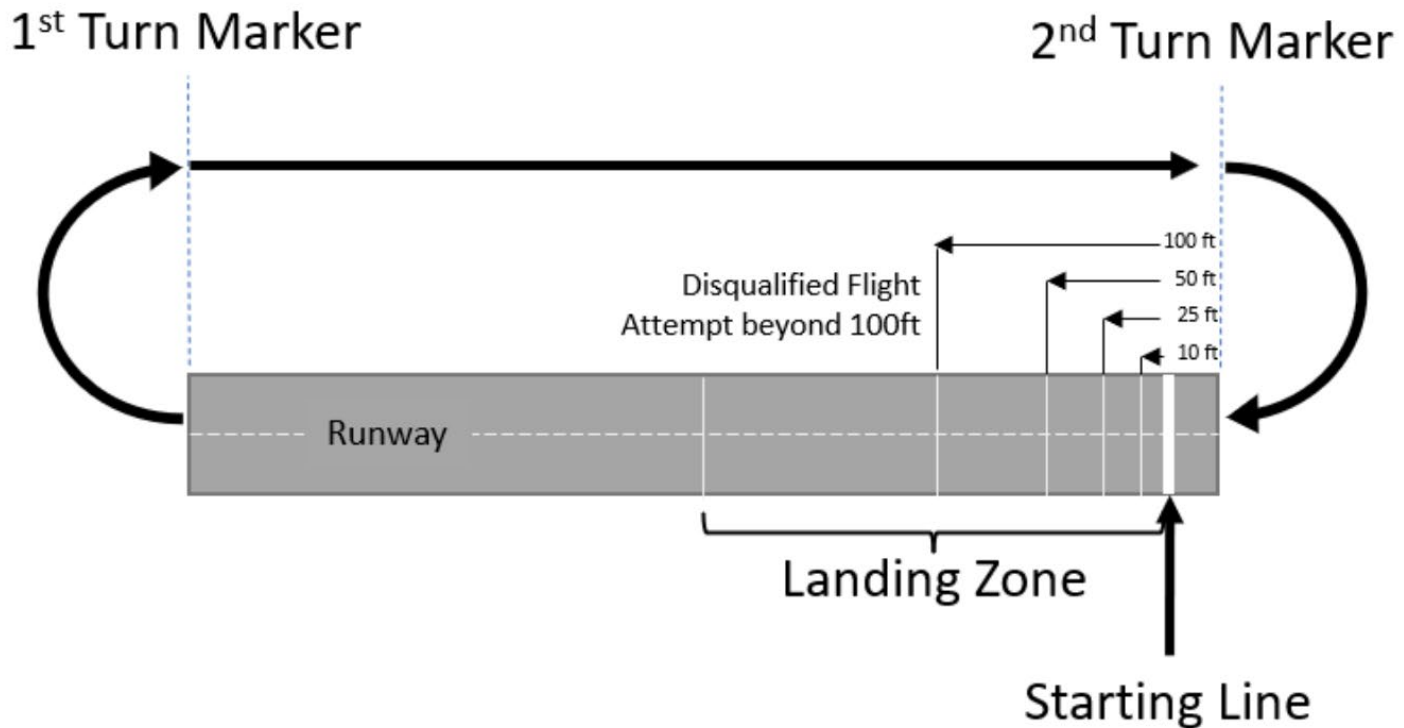 1st Turn Marker
2nd Turn Marker
100 ft
50 ft
Disqualified Flight
Attempt beyond 100ft
25 ft
10 ft
Runway
Landing Zone
Starting Line